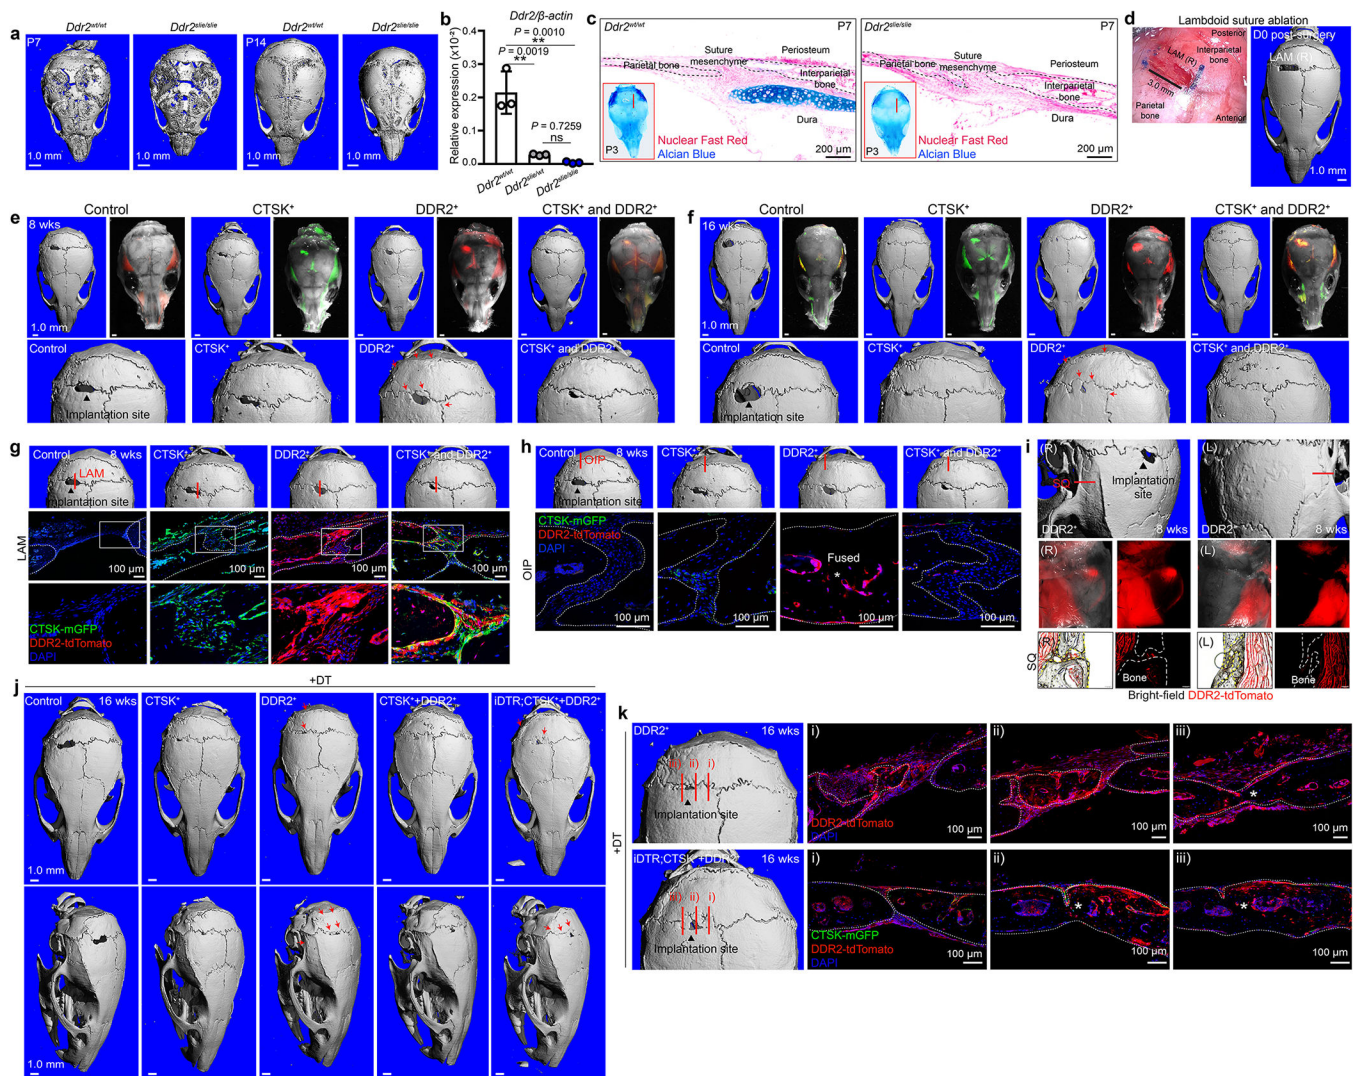 a
Ddr2wt/wt
Ddr2slie/slie
Ddr2wt/wt
Ddr2slie/slie
P7
P14
1.0 mm
1.0 mm
1.0 mm
1.0 mm
b
Ddr2/β-actin
P = 0.0010
**
P = 0.0019
**
P = 0.7259
ns
Relative expression (x10-2)
0.4
0.3
0.2
0.1
0.0
Ddr2wt/wt
Ddr2slie/wt
Ddr2slie/slie
c
Ddr2wt/wt
P7
Suture
mesenchyme
Periosteum
Parietal bone
Interparietal
bone
Dura
P3
Nuclear Fast Red
Alcian Blue
200 µm
Ddr2slie/slie
P7
Suture
mesenchyme
Periosteum
Parietal bone
Interparietal
bone
Dura
P3
Nuclear Fast Red
Alcian Blue
200 µm
d
Lambdoid suture ablation
Posterior
LAM (R)
Interparietal
bone
3.0 mm
Parietal
bone
Anterior
D0 post-surgery
LAM (R)
1.0 mm
e
Control
CTSK+
DDR2+
CTSK+ and DDR2+
8 wks
1.0 mm
Control
CTSK+
DDR2+
CTSK+ and DDR2+
Implantation site
f
Control
CTSK+
DDR2+
CTSK+ and DDR2+
16 wks
1.0 mm
Control
CTSK+
DDR2+
CTSK+ and DDR2+
Implantation site
g
Control
8 wks
CTSK+
DDR2+
CTSK+ and DDR2+
LAM
Implantation site
LAM
100 µm
100 µm
100 µm
100 µm
CTSK-mGFP
DDR2-tdTomato
DAPI
h
Control
8 wks
CTSK+
DDR2+
CTSK+ and DDR2+
OIP
Implantation site
OIP
CTSK-mGFP
DDR2-tdTomato
DAPI
Fused
*
100 µm
100 µm
100 µm
100 µm
i
(R)
(L)
SQ
Implantation
site
DDR2+
8 wks
DDR2+
8 wks
(R)
(L)
SQ
(R)
Bone
(L)
Bone
Bright-field DDR2-tdTomato
j
+DT
Control
16 wks
CTSK+
DDR2+
CTSK++DDR2+
iDTR;CTSK++DDR2+
1.0 mm
1.0 mm
k
+DT
DDR2+
16 wks
ii)
i)
Implantation site
i)
ii)
iii)
DDR2-tdTomato
DAPI
*
100 µm
100 µm
100 µm
iDTR;CTSK++DDR2+
16 wks
ii)
i)
Implantation site
i)
ii)
iii)
CTSK-mGFP
DDR2-tdTomato
DAPI
*
*
100 µm
100 µm
100 µm